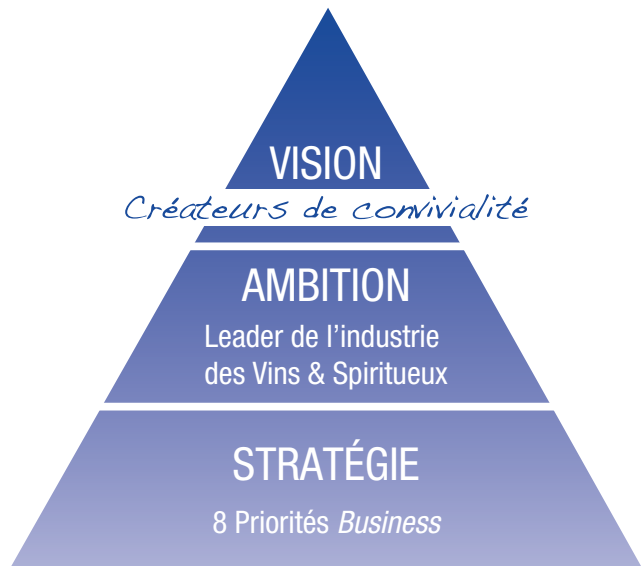 VISION
Créateurs de convivialité
AMBITION
Leader de l’industrie
des Vins & Spiritueux
STRATÉGIE
8 Priorités Business